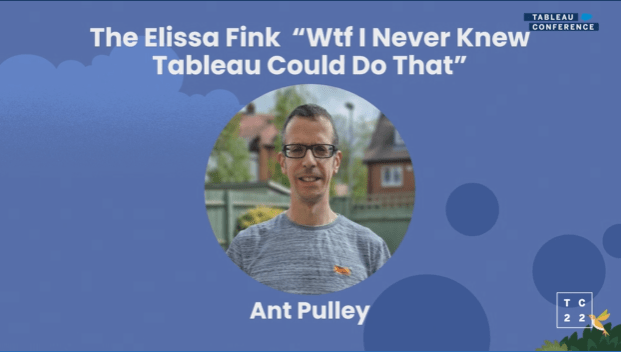 TABLEAU
CONFERENCE
The Elissa Fink “Wtf I Never Knew
Tableau Could Do That”
Ant Pulley
T C
2 2